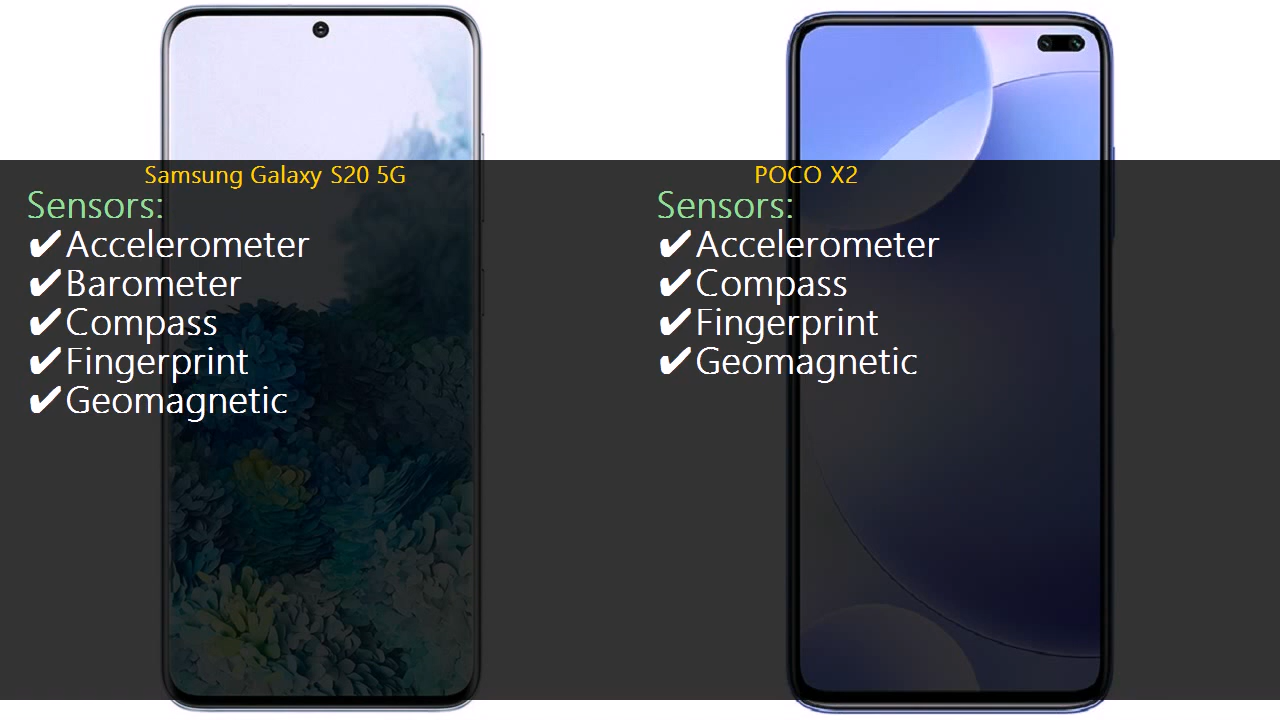 Samsung Galaxy S20 5G
Sensors:
✔Accelerometer
✔Barometer
✔Compass
✔Fingerprint
✔Geomagnetic
POCO X2
Sensors:
✔Accelerometer
✔Compass
✔Fingerprint
✔Geomagnetic